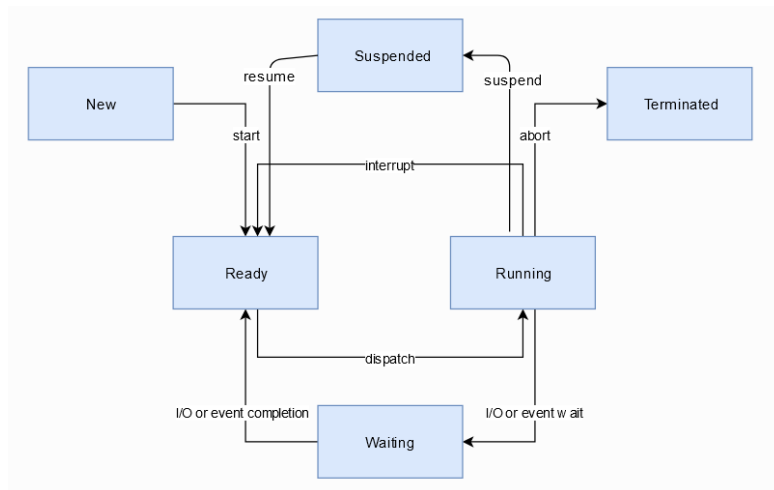 Suspended
resume
suspend
New
Terminated
start
abort
interrupt
Ready
Running
dispatch
I/O or event completion
I/O or event wait
Waiting